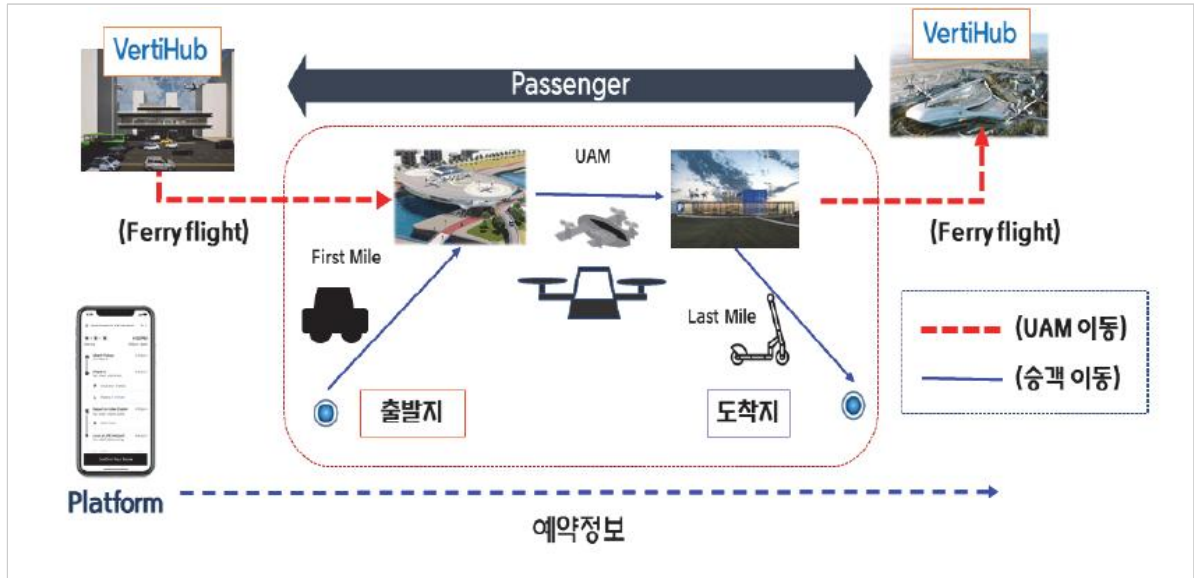 VertiHub
VertiHub
Passenger
UAM
(Ferry flight)
(Ferry flight)
First Mile
Last Mile
(UAM 이동)
(승객 이동)
출발지
도착지
Platform
예약정보